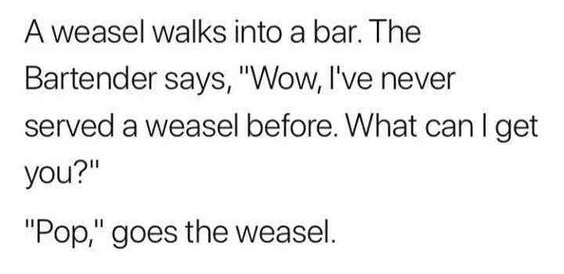 A weasel walks into a bar. The
Bartender says, "Wow, I've never
served a weasel before. What can I get
you?"
"Pop," goes the weasel.